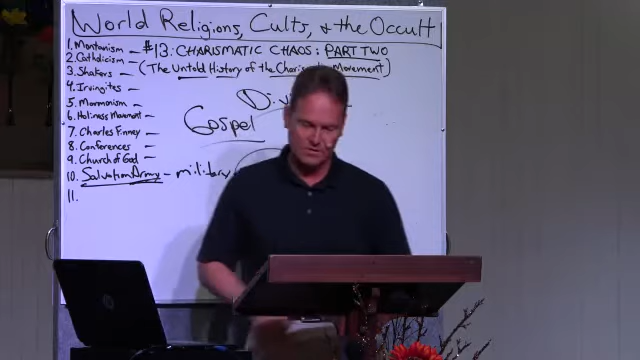 World Religions, Cults, & the Occult
#13: CHARISMATIC CHAOS: PART TWO
(The Untold History of the Charismatic Movement)
1. Montanism -
2. Catholicism -
3. Shakers -
4. Irvingites
5. Mormonism -
6. Holiness Movement -
7. Charles Finney -
8. Conferences -
9. Church of God -
10. Salvation Army - military
11.
Gospel